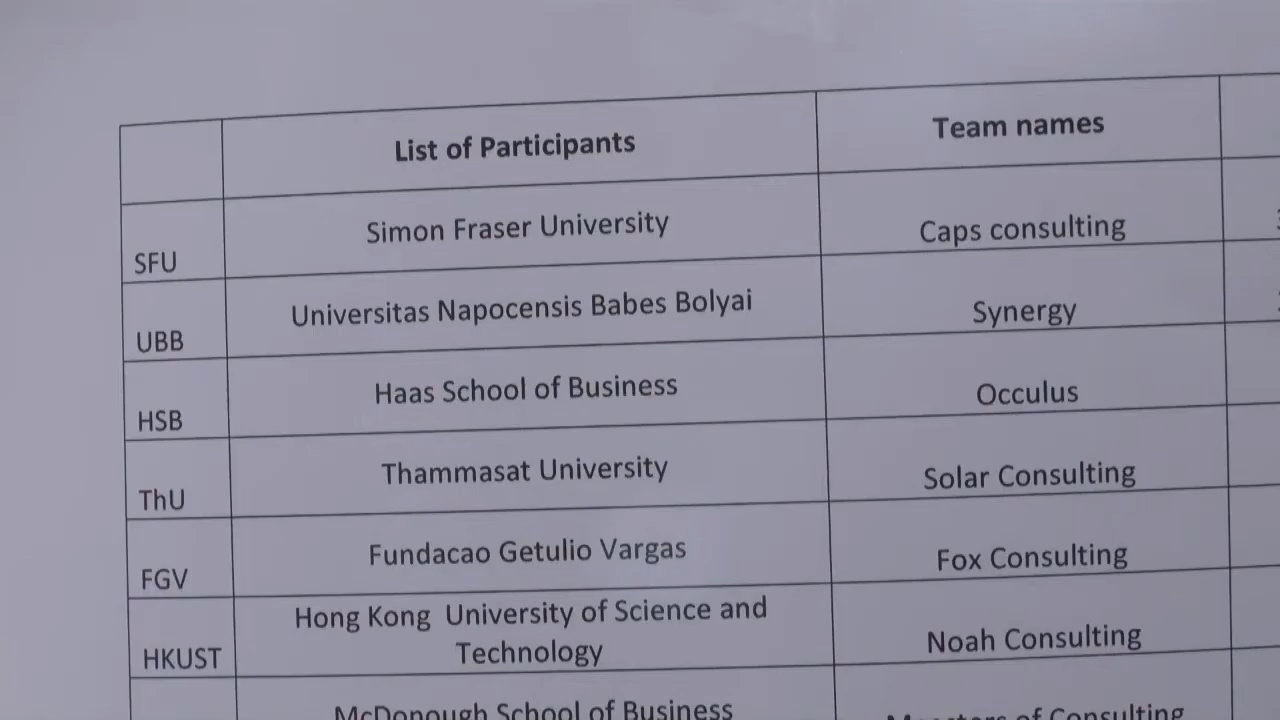 List of Participants Team names
SFU Simon Fraser University Caps consulting
UBB Universitas Napocensis Babes Bolyai Synergy
HSB Haas School of Business Occulus
ThU Thammasat University Solar Consulting
FGV Fundacao Getulio Vargas Fox Consulting
HKUST Hong Kong University of Science and
Technology Noah Consulting
McDonough School of Business of Consulting